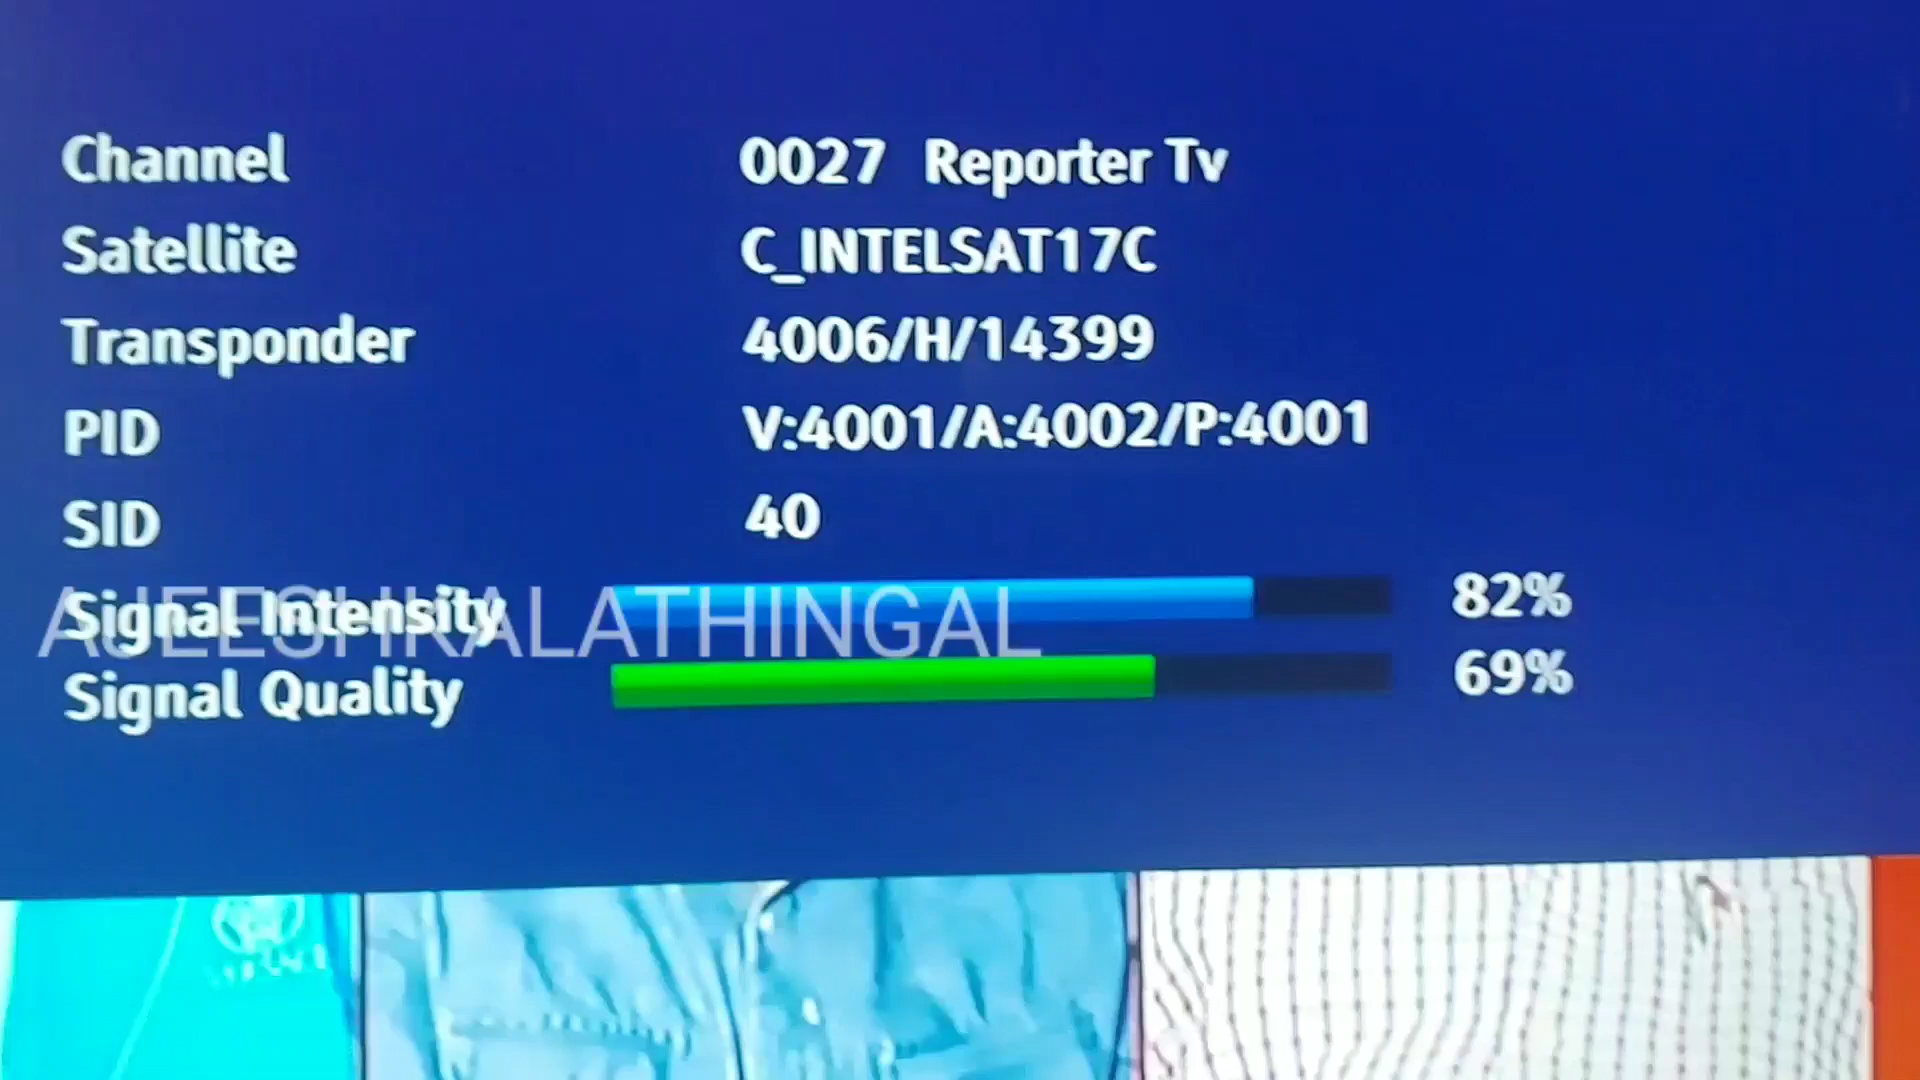 Channel 0027 Reporter Tv
Satellite C_INTELSAT17C
Transponder 4006/H/14399
PID V:4001/A:4002/P:4001
SID 40
Signal Intensity 82%
AJEESHKALATHINGAL
Signal Quality 69%